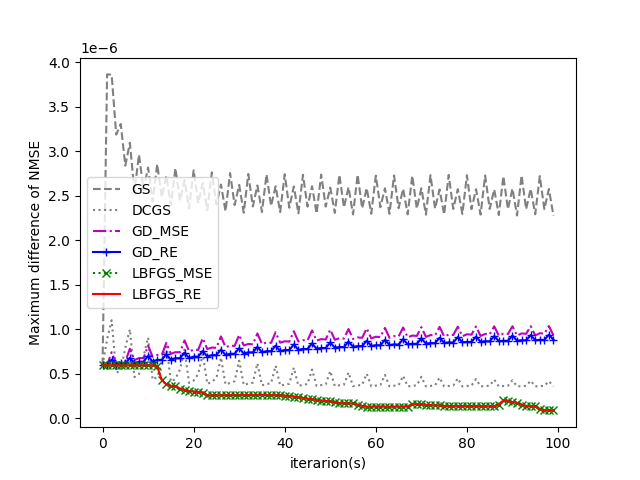 1e−6
4.0
3.5
3.0
2.5
2.0
1.5
1.0
0.5
0.0
Maximum difference of NMSE
GS
DCGS
GD_MSE
GD_RE
LBFGS_MSE
LBFGS_RE
0 20 40 60 80 100
iterarion(s)